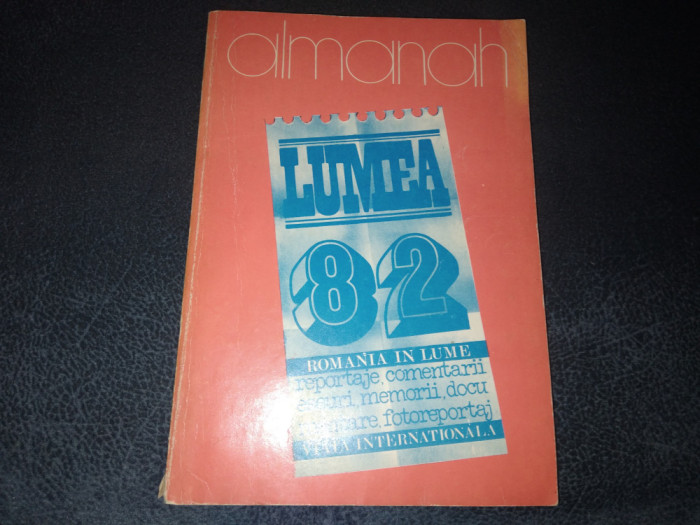 almanah
LUMEA
82
ROMANIA IN LUME
reportaje, comentarii
memorii, docu
fotoreportaj
INTERNATIONALA